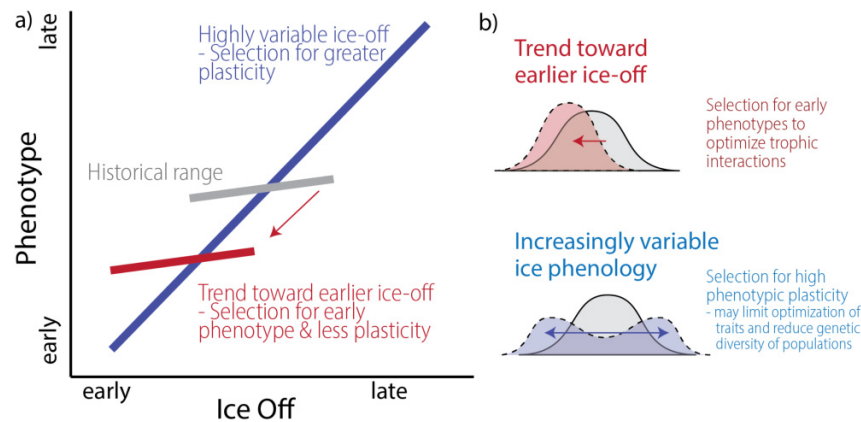 a)
late
Phenotype
early
Highly variable ice-off
- Selection for greater
plasticity
Historical range
Trend toward earlier ice-off
- Selection for early
phenotype & less plasticity
early
late
Ice Off
b)
Trend toward
earlier ice-off
Selection for early
phenotypes to
optimize trophic
interactions
Increasingly variable
ice phenology
Selection for high
phenotypic plasticity
- may limit optimization of
traits and reduce genetic
diversity of populations